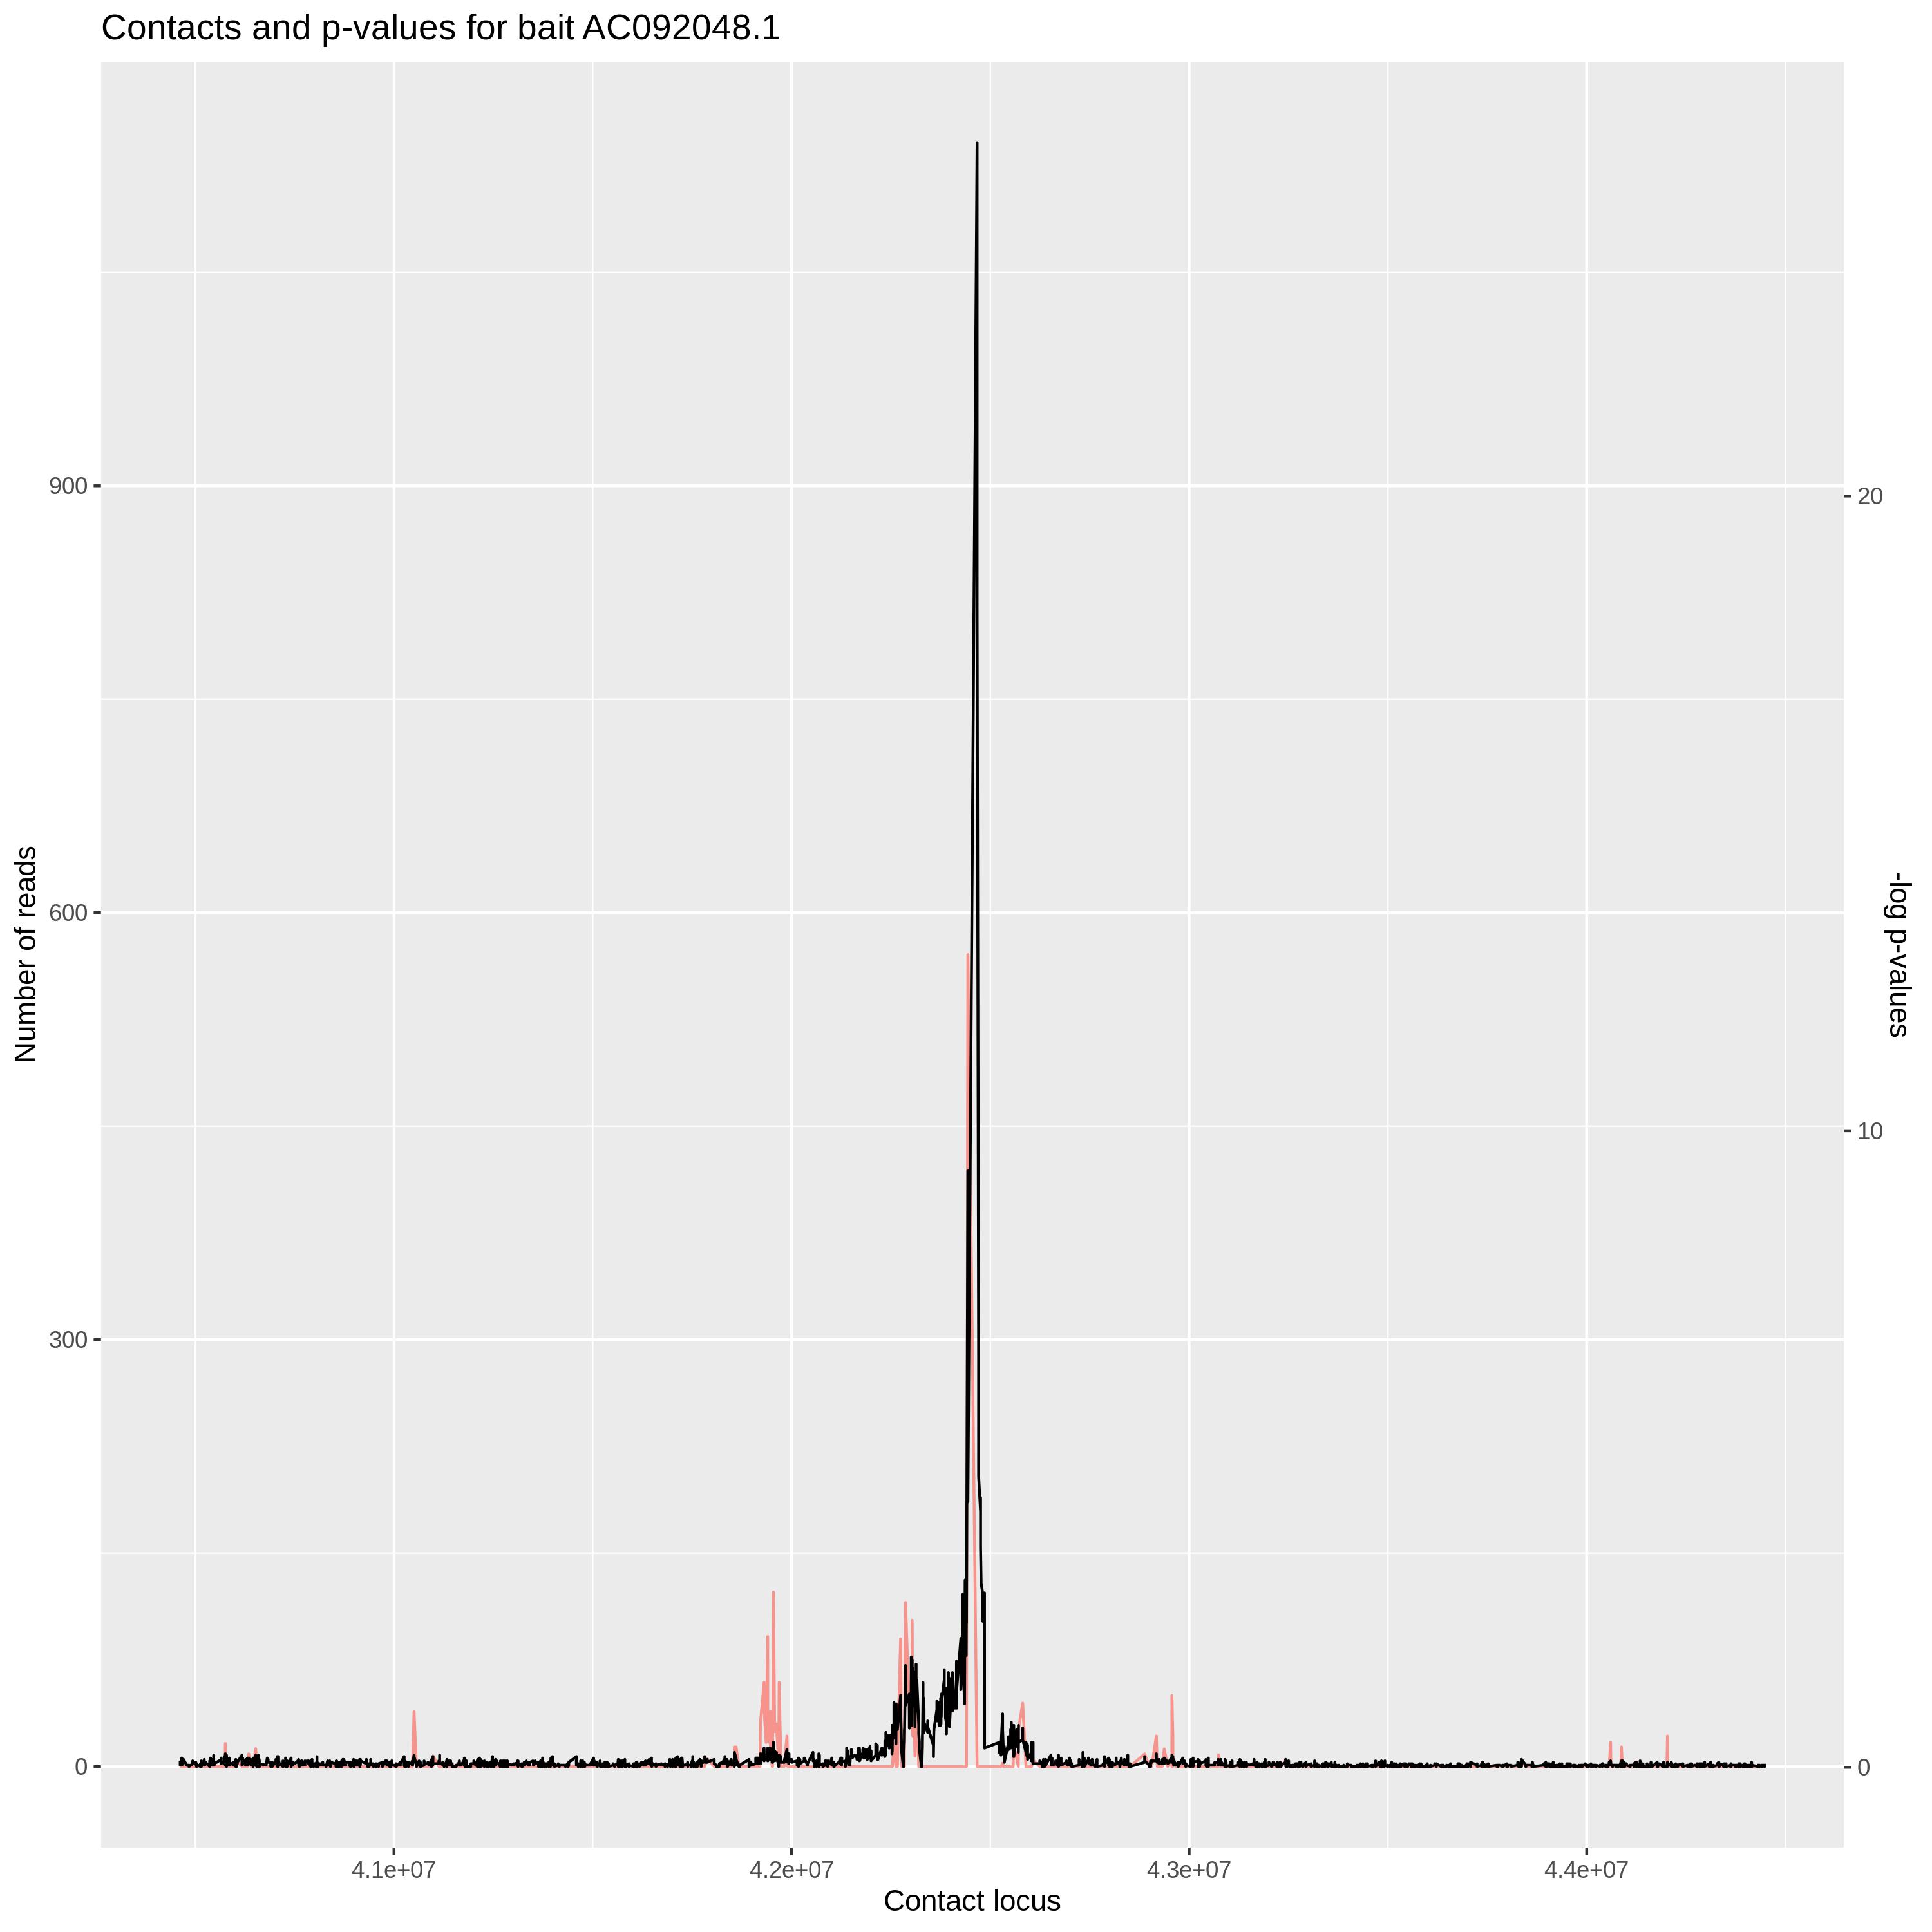 Contacts and p-values for bait AC092048.1
Number of reads
900
600
300
0
20
10
0
-log p-values
4.1e+07
4.2e+07
4.3e+07
4.4e+07
Contact locus